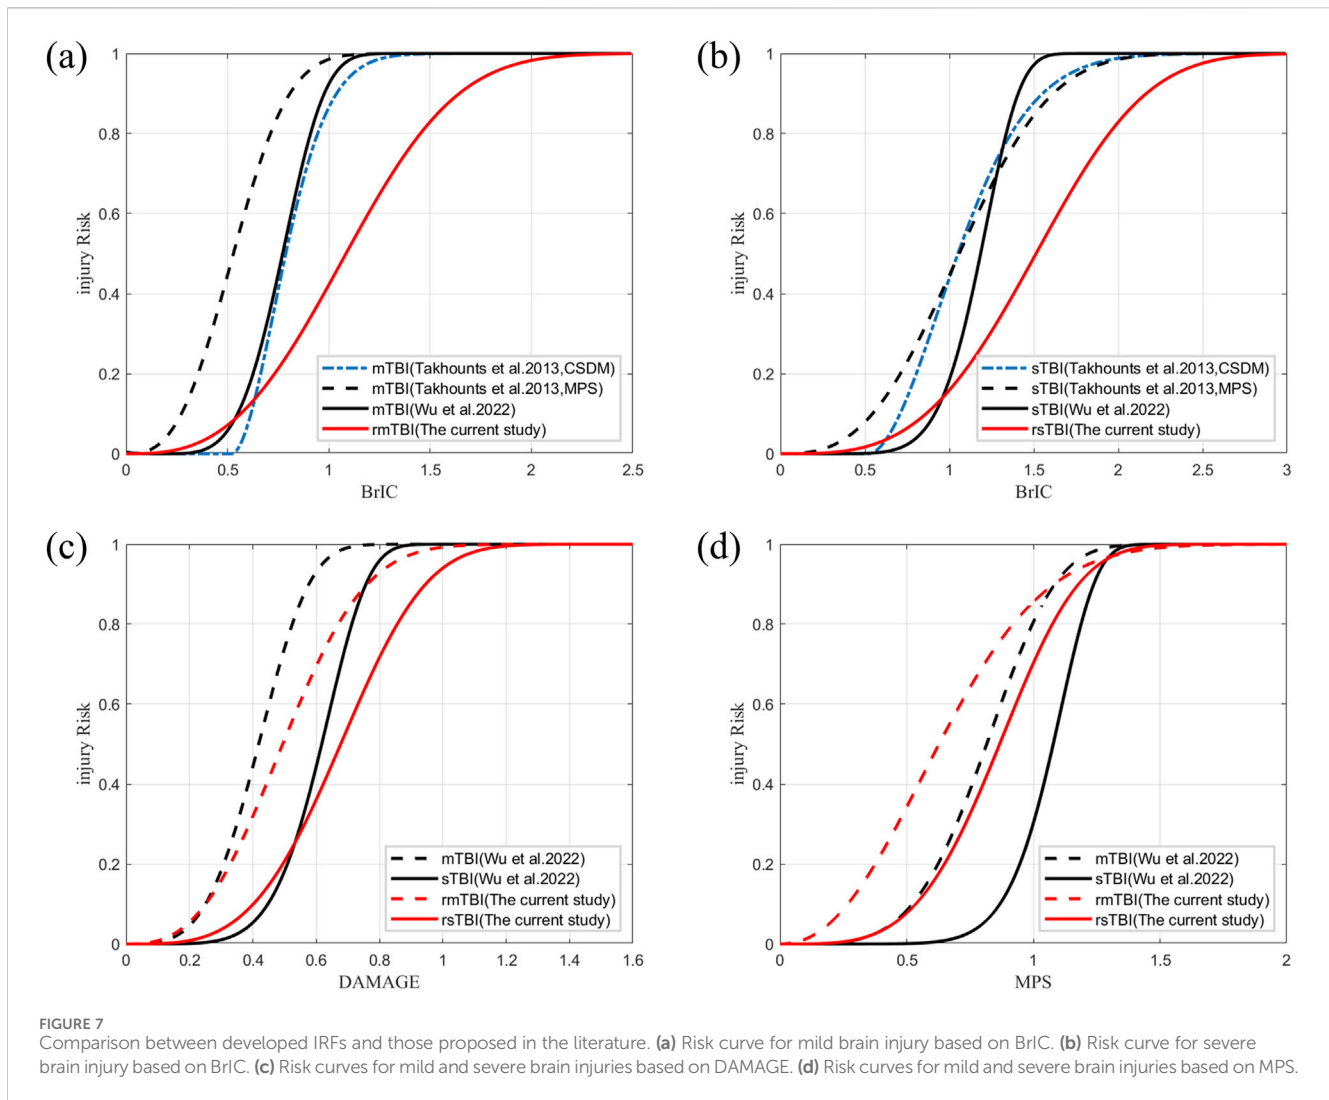 (a)
1
0.8
0.6
0.4
0.2
0
injury Risk
mTBI(Takhounts et al.2013,CSDM)
mTBI(Takhounts et al.2013,MPS)
mTBI(Wu et al.2022)
rmTBI(The current study)
0 0.5 1 1.5 2 2.5
BrIC
(b)
1
0.8
0.6
0.4
0.2
0
injury Risk
sTBI(Takhounts et al.2013,CSDM)
sTBI(Takhounts et al.2013,MPS)
sTBI(Wu et al.2022)
rsTBI(The current study)
0 0.5 1 1.5 2 2.5 3
BrIC
(c)
1
0.8
0.6
0.4
0.2
0
injury Risk
mTBI(Wu et al.2022)
sTBI(Wu et al.2022)
rmTBI(The current study)
rsTBI(The current study)
0 0.2 0.4 0.6 0.8 1 1.2 1.4 1.6
DAMAGE
(d)
1
0.8
0.6
0.4
0.2
0
injury Risk
mTBI(Wu et al.2022)
sTBI(Wu et al.2022)
rmTBI(The current study)
rsTBI(The current study)
0 0.5 1 1.5 2
MPS
FIGURE 7
Comparison between developed IRFs and those proposed in the literature. (a) Risk curve for mild brain injury based on BrIC. (b) Risk curve for severe
brain injury based on BrIC. (c) Risk curves for mild and severe brain injuries based on DAMAGE. (d) Risk curves for mild and severe brain injuries based on MPS.